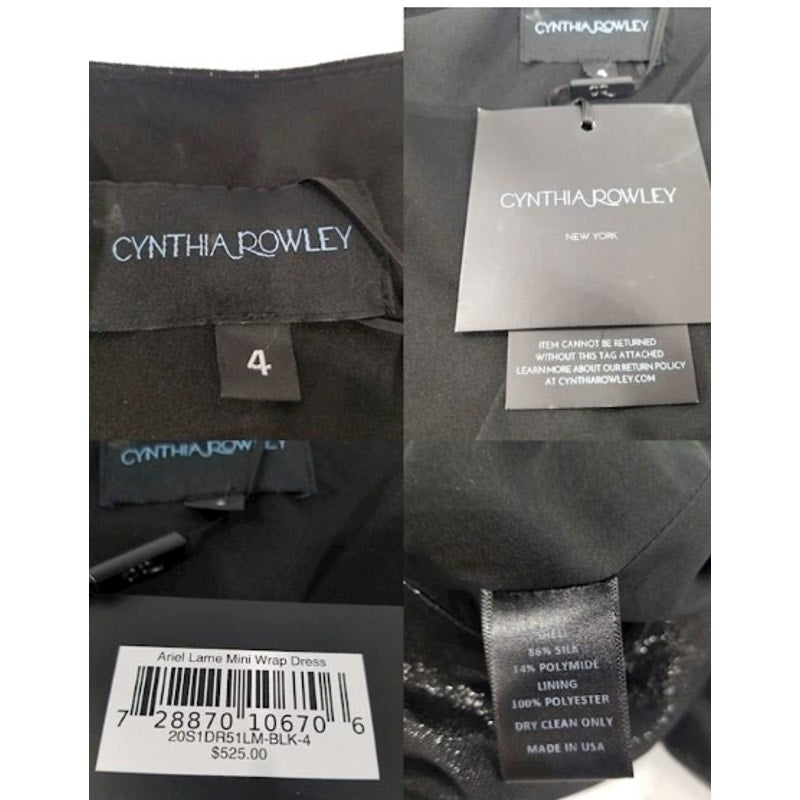 CYNTHIA ROWLEY
4
CYNTHIA ROWLEY
CYNTHIA ROWLEY
NEW YORK
ITEM CANNOT BE RETURNED
WITHOUT THIS TAG ATTACHED
LEARN MORE ABOUT OUR RETURN POLICY
AT CYNTHIAROWLEY.COM
CYNTHIA ROWLEY
Ariel Lame Mini Wrap Dress
7 28870 10670 6
20S1DR51LM-BLK-4
$525.00
SHELL
86% SILK
14% POLYMIDE
LINING
100% POLYESTER
DRY CLEAN ONLY
MADE IN USA